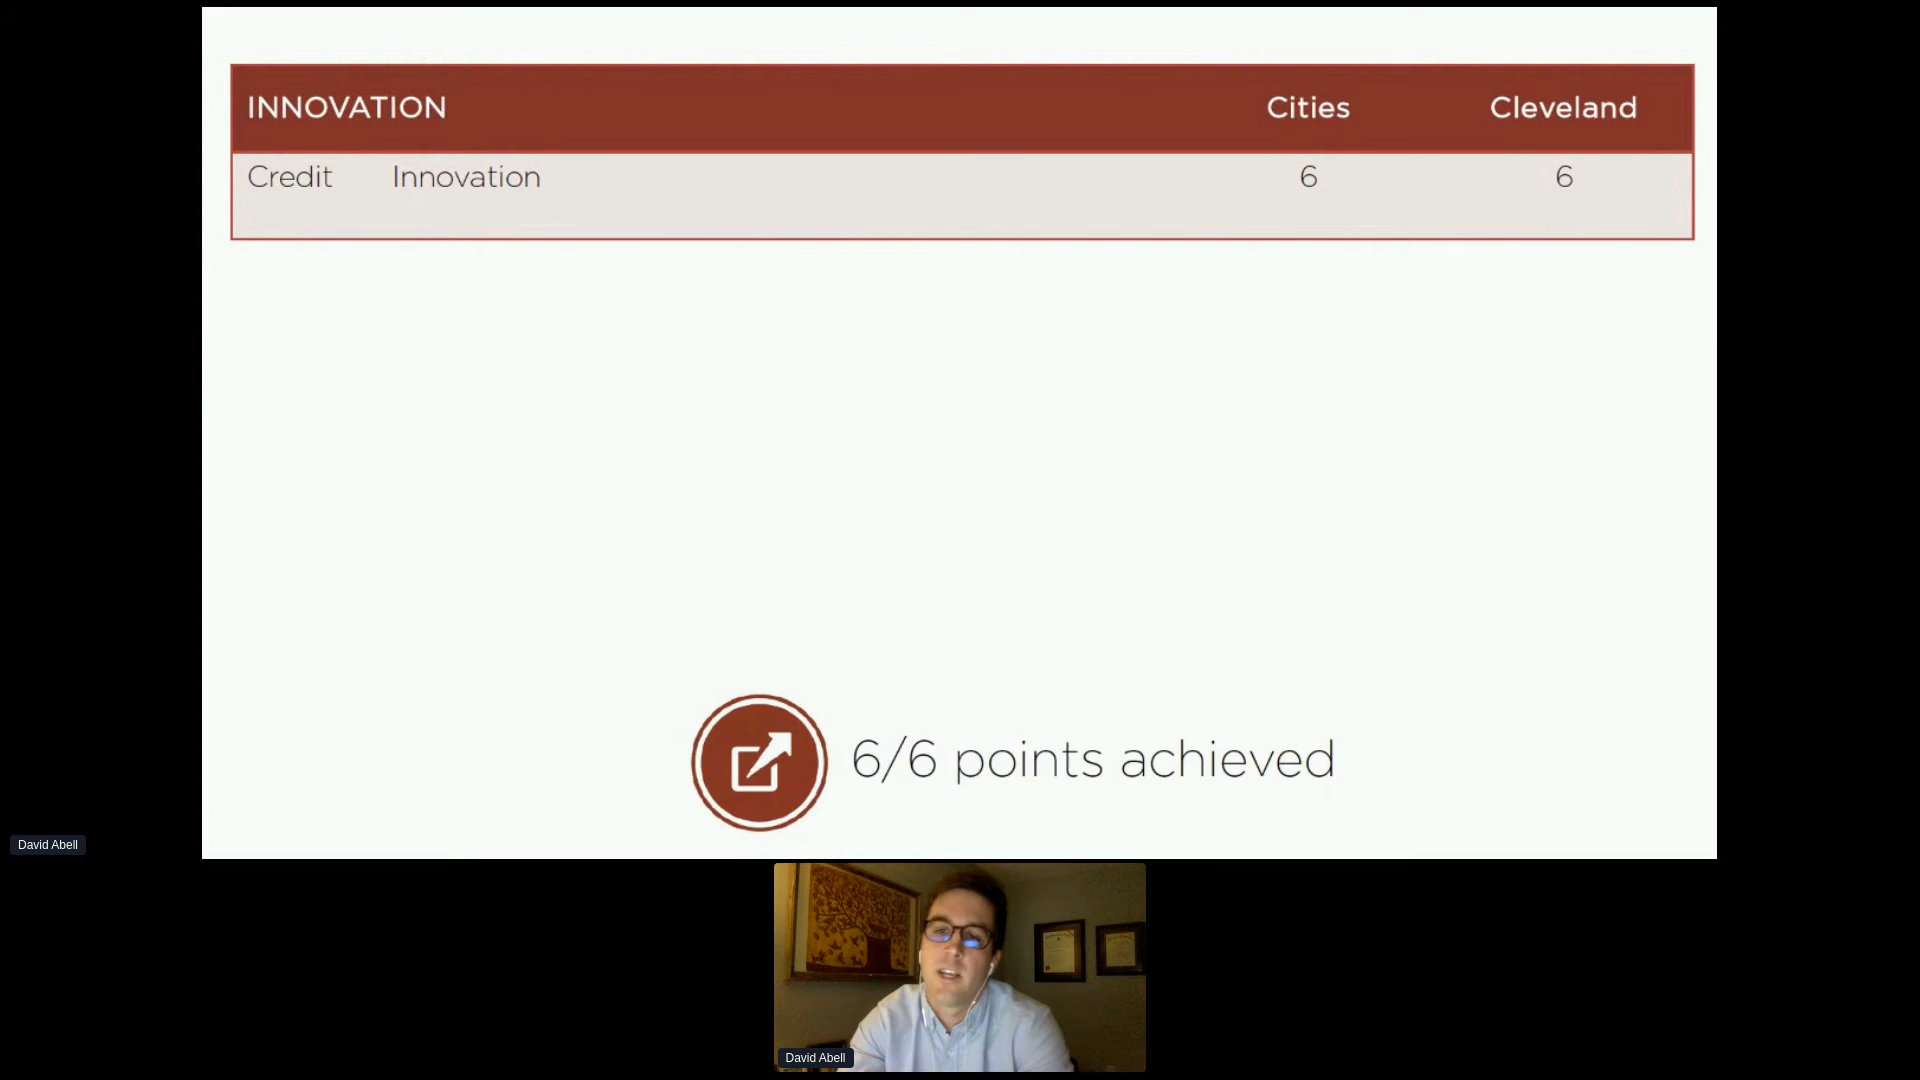 INNOVATION Cities Cleveland
Credit Innovation 6 6
6/6 points achieved
David Abell
David Abell